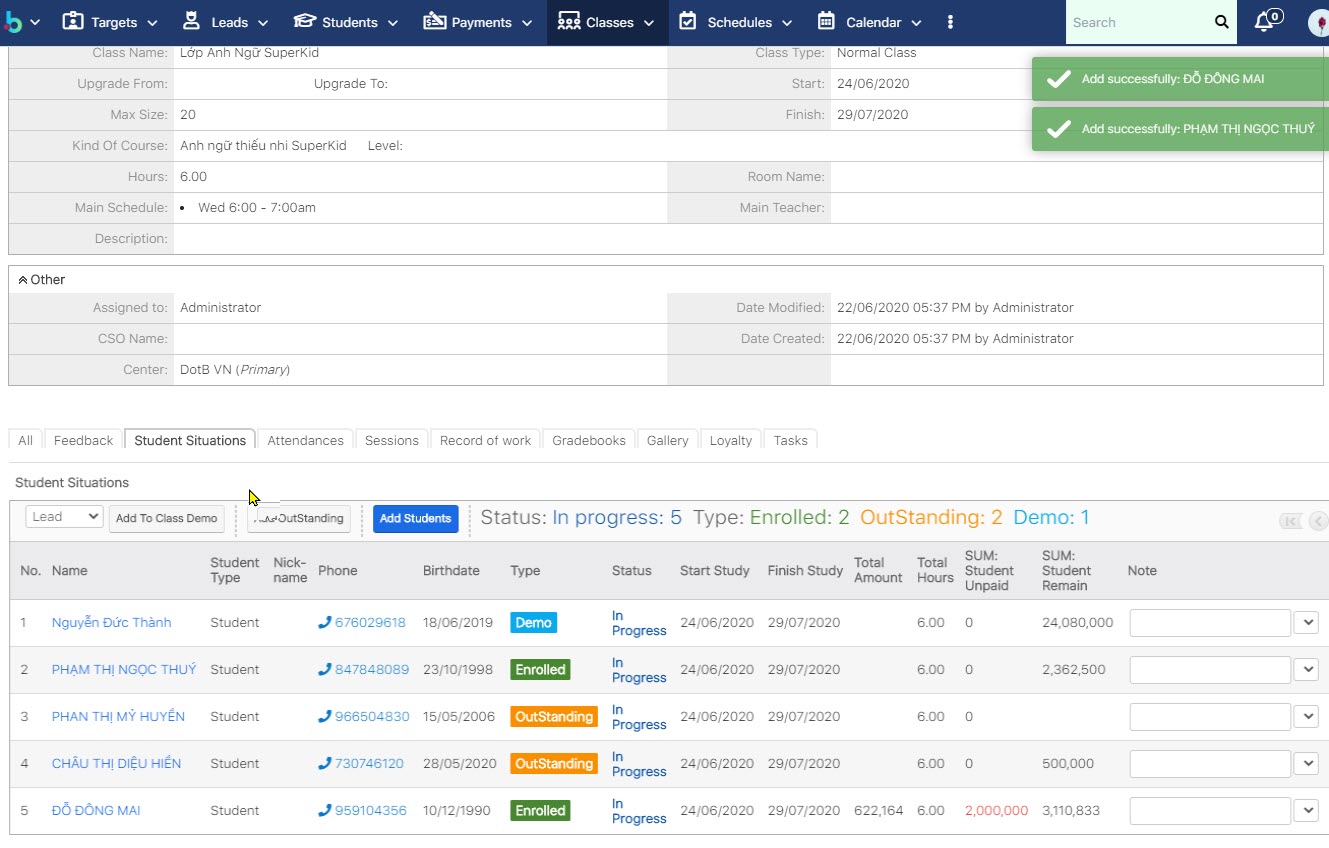 Targets Leads Students Payments Classes Schedules Calendar Search 0
Class Name: Lớp Anh Ngữ SuperKid Class Type: Normal Class
Upgrade From: Upgrade To: Start: 24/06/2020
Add successfully: ĐỖ ĐÔNG MAI
Max Size: 20 Finish: 29/07/2020
Add successfully: PHẠM THỊ NGỌC THUÝ
Kind Of Course: Anh ngữ thiếu nhi SuperKid Level:
Hours: 6.00 Room Name:
Main Schedule: • Wed 6:00 - 7:00am Main Teacher:
Description:
Other
Assigned to: Administrator Date Modified: 22/06/2020 05:37 PM by Administrator
CSO Name: Date Created: 22/06/2020 05:37 PM by Administrator
Center: DotB VN (Primary)
All Feedback Student Situations Attendances Sessions Record of work Gradebooks Gallery Loyalty Tasks
Student Situations
Lead Add To Class Demo OutStanding Add Students Status: In progress: 5 Type: Enrolled: 2 OutStanding: 2 Demo: 1
No. Name Student Type Nick-name Phone Birthdate Type Status Start Study Finish Study Total Amount Total Hours SUM: Student Unpaid SUM: Student Remain Note
1 Nguyễn Đức Thành Student 676029618 18/06/2019 Demo In Progress 24/06/2020 29/07/2020 6.00 0 24,080,000
2 PHẠM THỊ NGỌC THUÝ Student 847848089 23/10/1998 Enrolled In Progress 24/06/2020 29/07/2020 6.00 0 2,362,500
3 PHAN THỊ MỶ HUYỀN Student 966504830 15/05/2006 OutStanding In Progress 24/06/2020 29/07/2020 6.00 0
4 CHÂU THỊ DIỆU HIỀN Student 730746120 28/05/2020 OutStanding In Progress 24/06/2020 29/07/2020 6.00 0 500,000
5 ĐỖ ĐÔNG MAI Student 959104356 10/12/1990 Enrolled In Progress 24/06/2020 29/07/2020 622,164 6.00 2,000,000 3,110,833